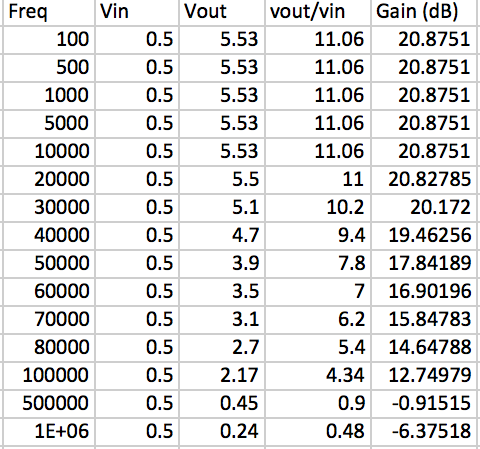 Freq Vin Vout vout/vin Gain (dB)
100 0.5 5.53 11.06 20.8751
500 0.5 5.53 11.06 20.8751
1000 0.5 5.53 11.06 20.8751
5000 0.5 5.53 11.06 20.8751
10000 0.5 5.53 11.06 20.8751
20000 0.5 5.5 11 20.82785
30000 0.5 5.1 10.2 20.172
40000 0.5 4.7 9.4 19.46256
50000 0.5 3.9 7.8 17.84189
60000 0.5 3.5 7 16.90196
70000 0.5 3.1 6.2 15.84783
80000 0.5 2.7 5.4 14.64788
100000 0.5 2.17 4.34 12.74979
500000 0.5 0.45 0.9 -0.91515
1E+06 0.5 0.24 0.48 -6.37518